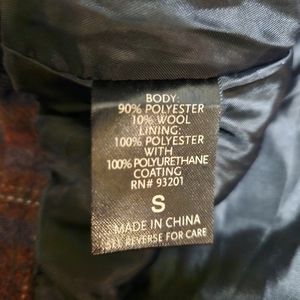 BODY:
90% POLYESTER
10% WOOL
LINING:
100% POLYESTER
WITH
100% POLYURETHANE
COATING
RN# 93201
S
MADE IN CHINA
SEE REVERSE FOR CARE